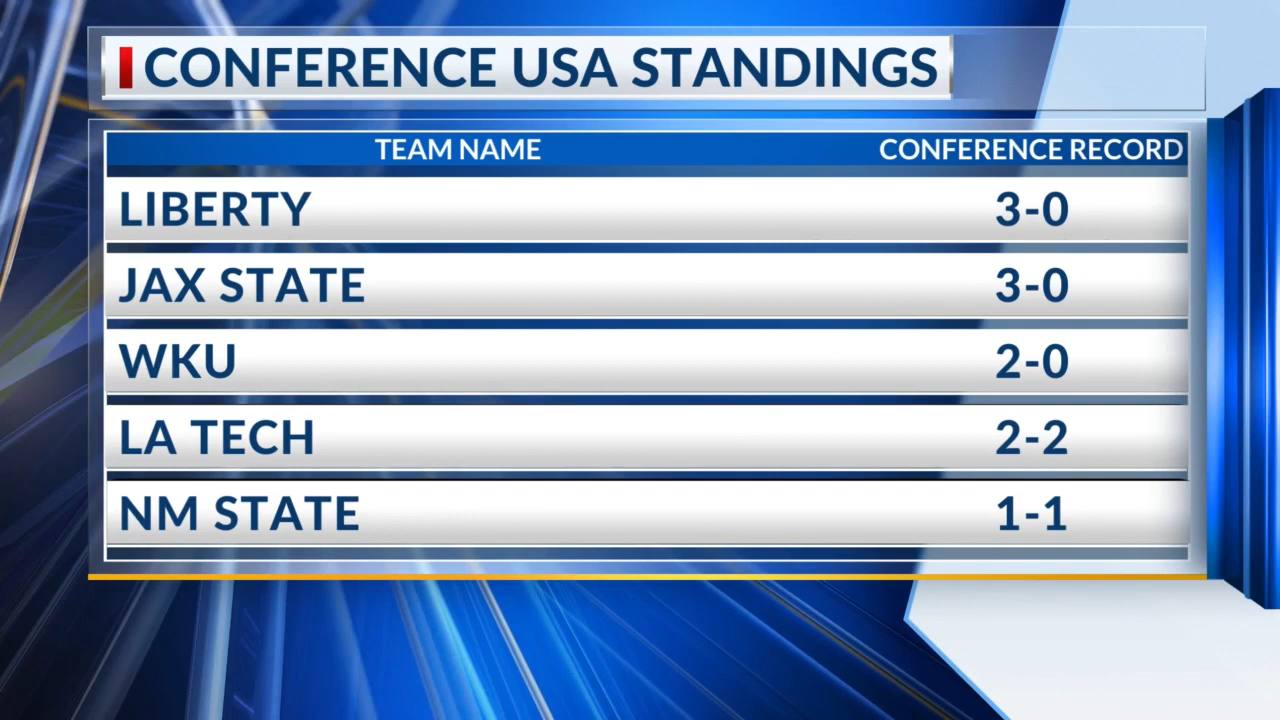 CONFERENCE USA STANDINGS
TEAM NAME CONFERENCE RECORD
LIBERTY 3-0
JAX STATE 3-0
WKU 2-0
LA TECH 2-2
NM STATE 1-1